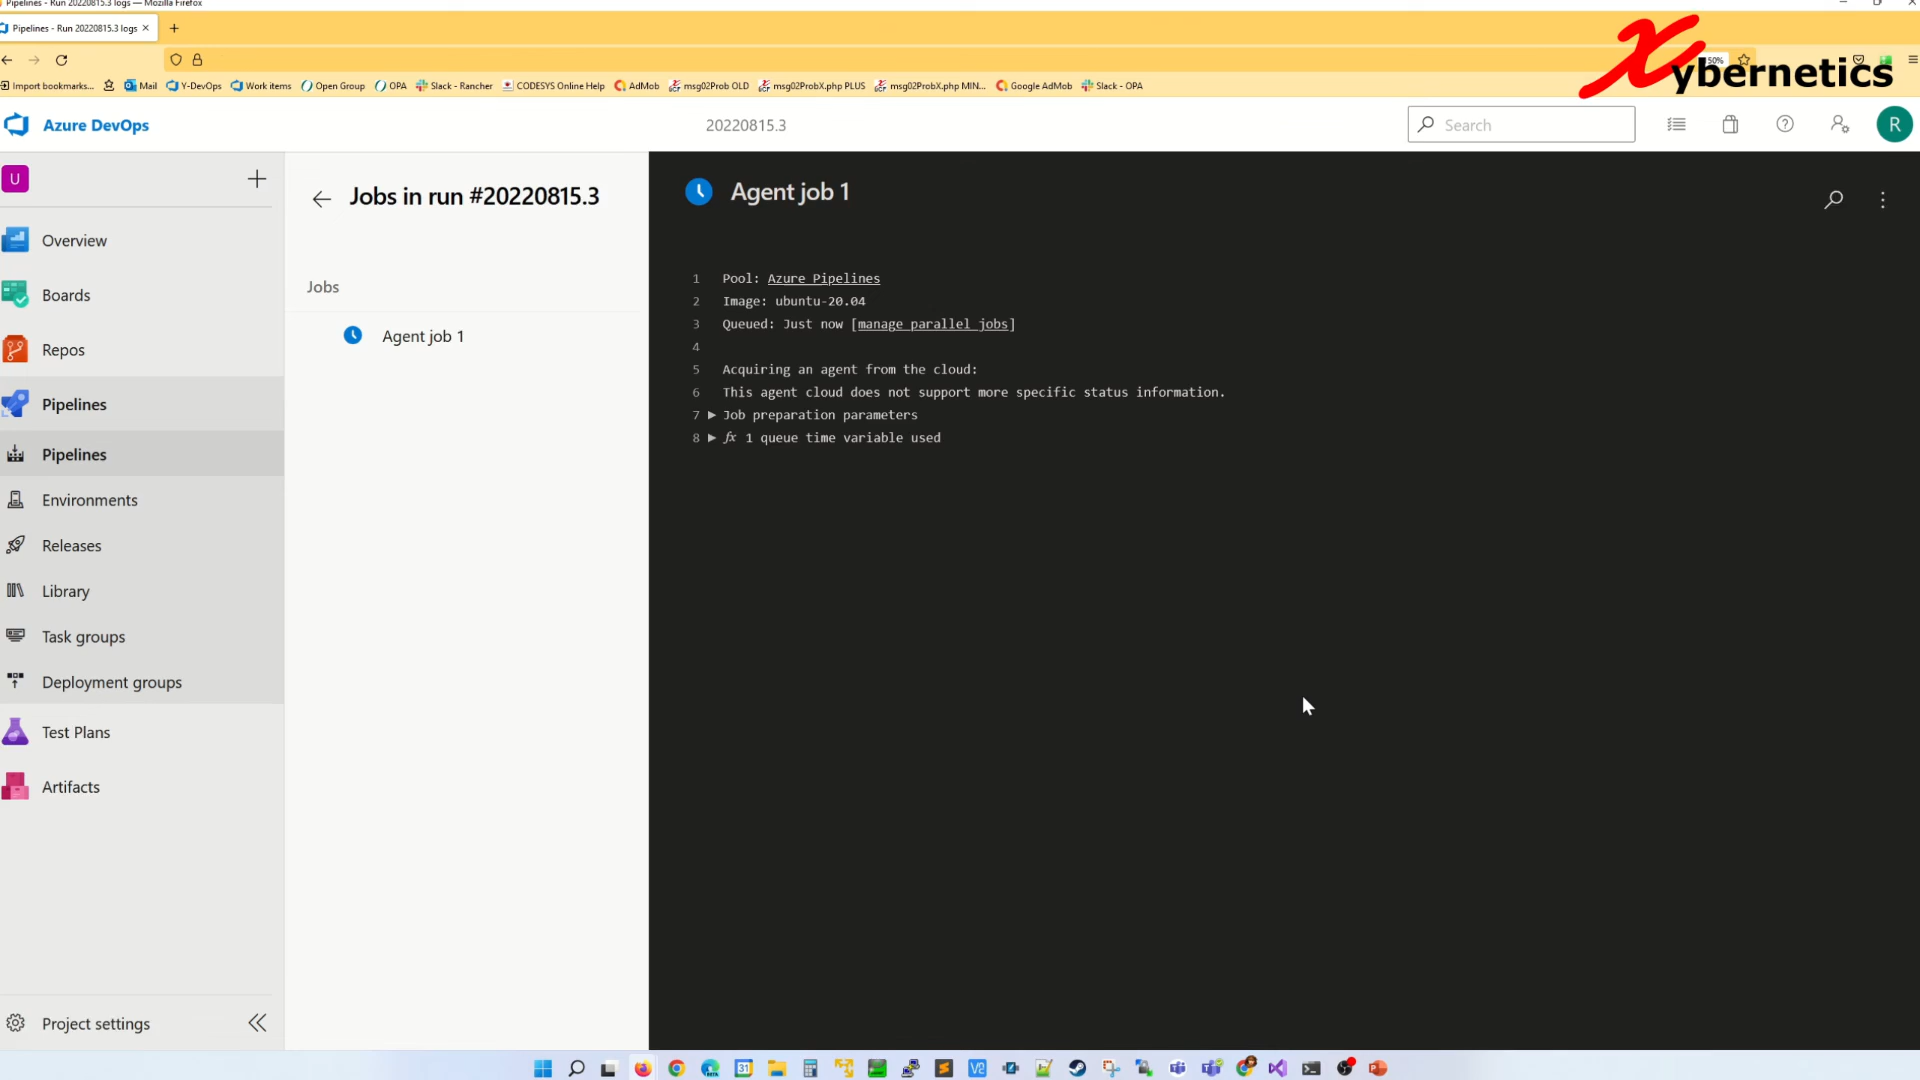 Pipelines - Run 20220815.3 logs — Mozilla Firefox
Pipelines - Run 20220815.3 logs
50%
Import bookmarks... Mail Y-DevOps Work items Open Group OPA Slack - Rancher CODESYS Online Help AdMob msg02Prob OLD msg02ProbX.php PLUS msg02ProbX.php MIN... Google AdMob Slack - OPA
Xybernetics
Azure DevOps
20220815.3
Search
R
U
Overview
Boards
Repos
Pipelines
Pipelines
Environments
Releases
Library
Task groups
Deployment groups
Test Plans
Artifacts
Project settings
Jobs in run #20220815.3
Jobs
Agent job 1
Agent job 1
1 Pool: Azure Pipelines
2 Image: ubuntu-20.04
3 Queued: Just now [manage parallel jobs]
4
5 Acquiring an agent from the cloud:
6 This agent cloud does not support more specific status information.
7 Job preparation parameters
8 fx 1 queue time variable used
31